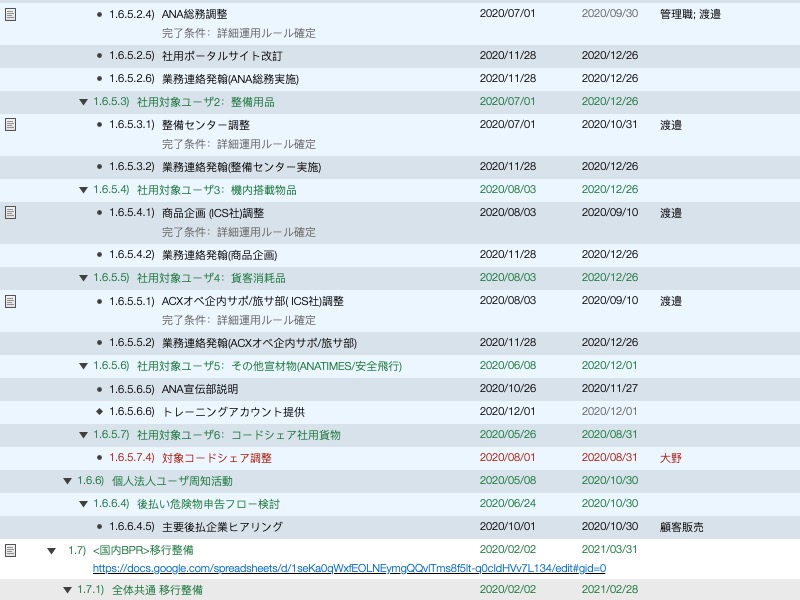 1.6.5.2.4) ANA総務調整 2020/07/01 2020/09/30 管理職; 渡邉
完了条件：詳細運用ルール確定
1.6.5.2.5) 社用ポータルサイト改訂 2020/11/28 2020/12/26
1.6.5.2.6) 業務連絡発翰(ANA総務実施) 2020/11/28 2020/12/26
1.6.5.3) 社用対象ユーザ2：整備用品 2020/07/01 2020/12/26
1.6.5.3.1) 整備センター調整 2020/07/01 2020/10/31 渡邉
完了条件：詳細運用ルール確定
1.6.5.3.2) 業務連絡発翰(整備センター実施) 2020/11/28 2020/12/26
1.6.5.4) 社用対象ユーザ3：機内搭載物品 2020/08/03 2020/12/26
1.6.5.4.1) 商品企画 (ICS社)調整 2020/08/03 2020/09/10 渡邉
完了条件：詳細運用ルール確定
1.6.5.4.2) 業務連絡発翰(商品企画) 2020/11/28 2020/12/26
1.6.5.5) 社用対象ユーザ4：貨客消耗品 2020/08/03 2020/12/26
1.6.5.5.1) ACXオペ企内サポ/旅サ部( ICS社)調整 2020/08/03 2020/09/10 渡邉
完了条件：詳細運用ルール確定
1.6.5.5.2) 業務連絡発翰(ACXオペ企内サポ/旅サ部) 2020/11/28 2020/12/26
1.6.5.6) 社用対象ユーザ5：その他宣材物(ANATIMES/安全飛行) 2020/06/08 2020/12/01
1.6.5.6.5) ANA宣伝部説明 2020/10/26 2020/11/27
1.6.5.6.6) トレーニングアカウント提供 2020/12/01 2020/12/01
1.6.5.7) 社用対象ユーザ6：コードシェア社用貨物 2020/05/26 2020/08/31
1.6.5.7.4) 対象コードシェア調整 2020/08/01 2020/08/31 大野
1.6.6) 個人法人ユーザ周知活動 2020/05/08 2020/10/30
1.6.6.4) 後払い危険物申告フロー検討 2020/06/24 2020/10/30
1.6.6.4.5) 主要後払企業ヒアリング 2020/10/01 2020/10/30 顧客販売
1.7) <国内BPR>移行整備 2020/02/02 2021/03/31
https://docs.google.com/spreadsheets/d/1seKa0qWxfEOLNEymgQQvlTms8f5lt-q0cldHVv7L134/edit#gid=0
1.7.1) 全体共通 移行整備 2020/02/02 2021/02/28